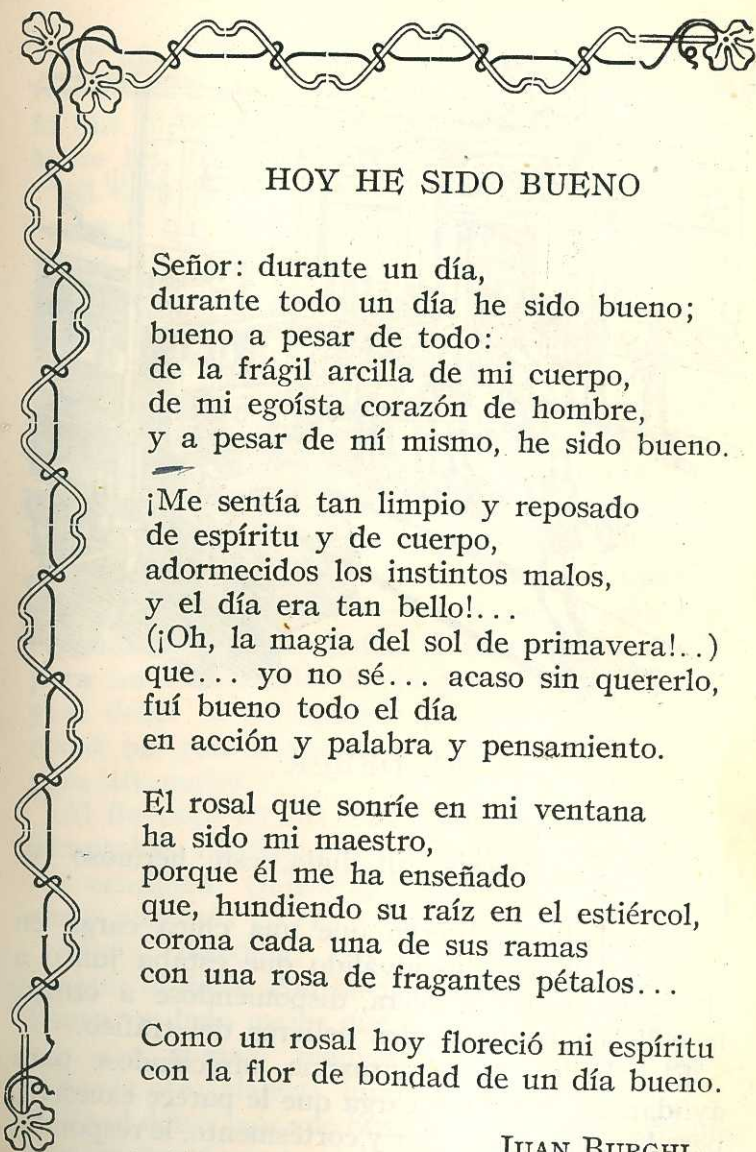 HOY HE SIDO BUENO
Señor: durante un día,
durante todo un día he sido bueno;
bueno a pesar de todo:
de la frágil arcilla de mi cuerpo,
de mi egoísta corazón de hombre,
y a pesar de mí mismo, he sido bueno.
¡Me sentía tan limpio y reposado
de espíritu y de cuerpo,
adormecidos los instintos malos,
y el día era tan bello!...
(¡Oh, la magia del sol de primavera!..)
que... yo no sé... acaso sin quererlo,
fuí bueno todo el día
en acción y palabra y pensamiento.
El rosal que sonríe en mi ventana
ha sido mi maestro,
porque él me ha enseñado
que, hundiendo su raíz en el estiércol,
corona cada una de sus ramas
con una rosa de fragantes pétalos...
Como un rosal hoy floreció mi espíritu
con la flor de bondad de un día bueno.
JUAN BURGHI